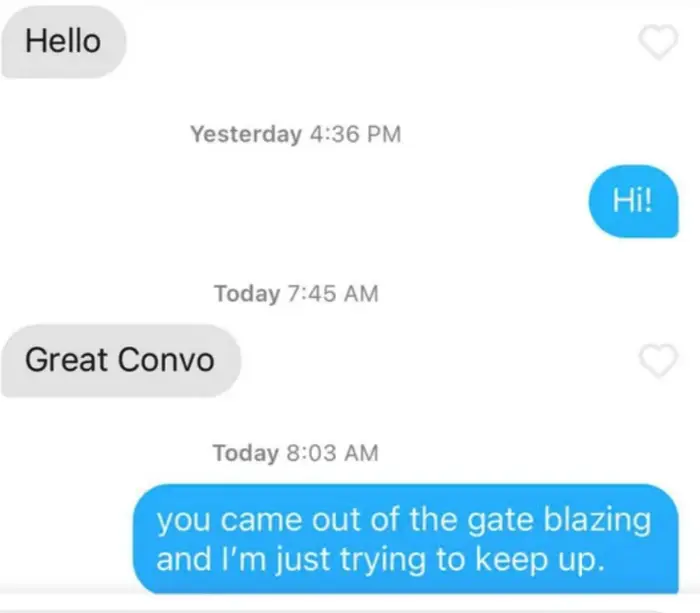 Hello
Yesterday 4:36 PM
Hi!
Today 7:45 AM
Great Convo
Today 8:03 AM
you came out of the gate blazing
and I'm just trying to keep up.